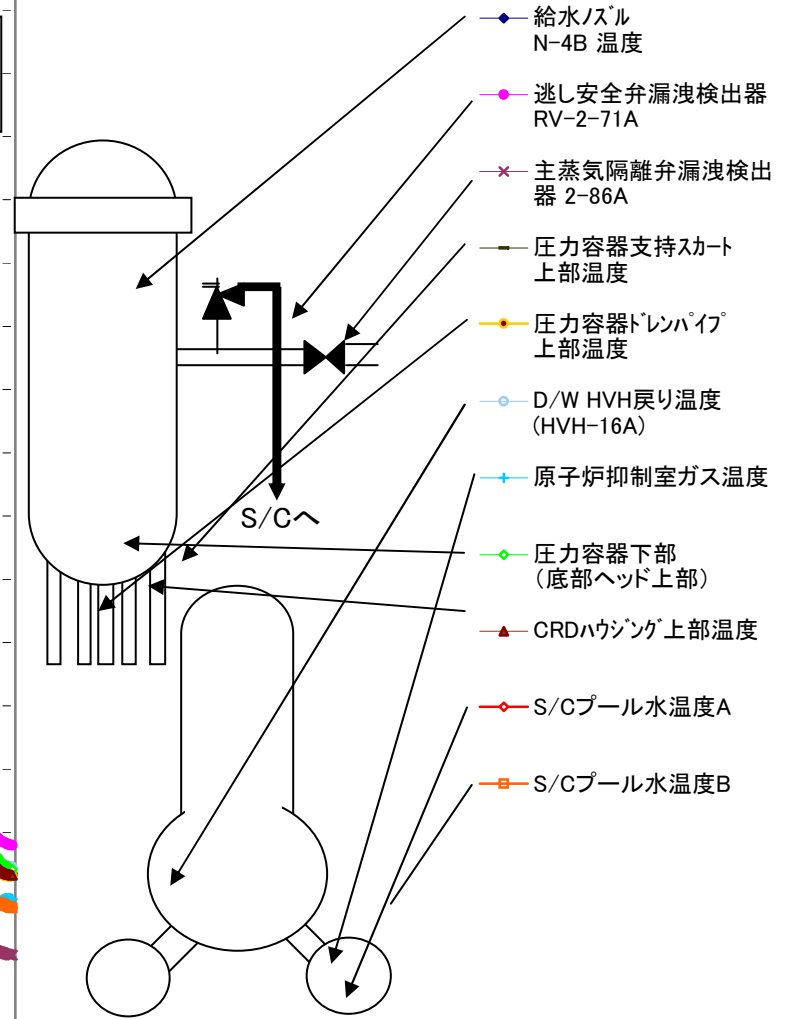 給水ノズル
N-4B 温度
逃し安全弁漏洩検出器
RV-2-71A
主蒸気隔離弁漏洩検出
器 2-86A
圧力容器支持スカート
上部温度
圧力容器ドレンパイプ
上部温度
D/W HVH戻り温度
(HVH-16A)
原子炉抑制室ガス温度
S/Cへ
圧力容器下部
（底部ヘッド上部）
CRDハウジング上部温度
S/Cプール水温度A
S/Cプール水温度B